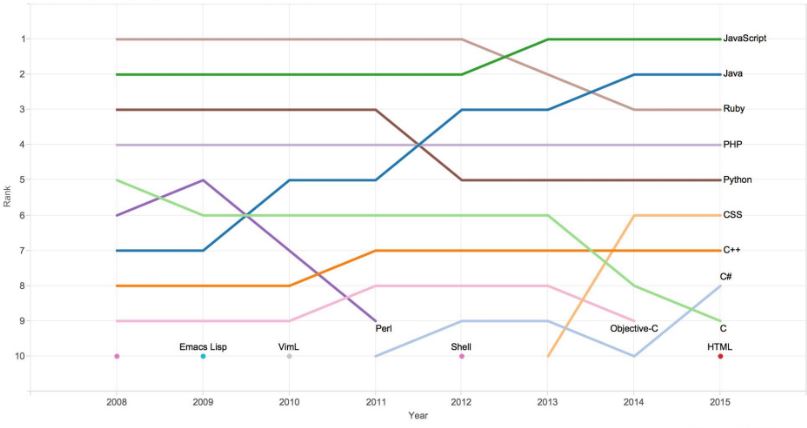 1
JavaScript
2
Java
3
Ruby
4
PHP
5
Python
Rank
6
CSS
7
C++
8
C#
9
Perl
Objective-C
C
10
Emacs Lisp
VimL
Shell
HTML
2008
2009
2010
2011
2012
2013
2014
2015
Year